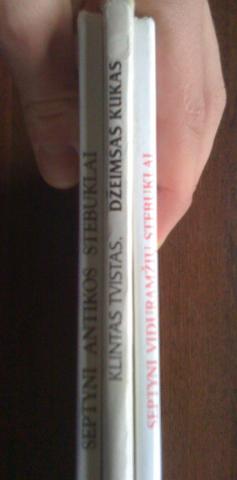 SEPTYNI ANTIKOS STEBUKLAI
KLINTAS TVISTAS. DŽEIMSAS KUKAS
SEPTYNI VIDURAMŽIŲ STEBUKLAI